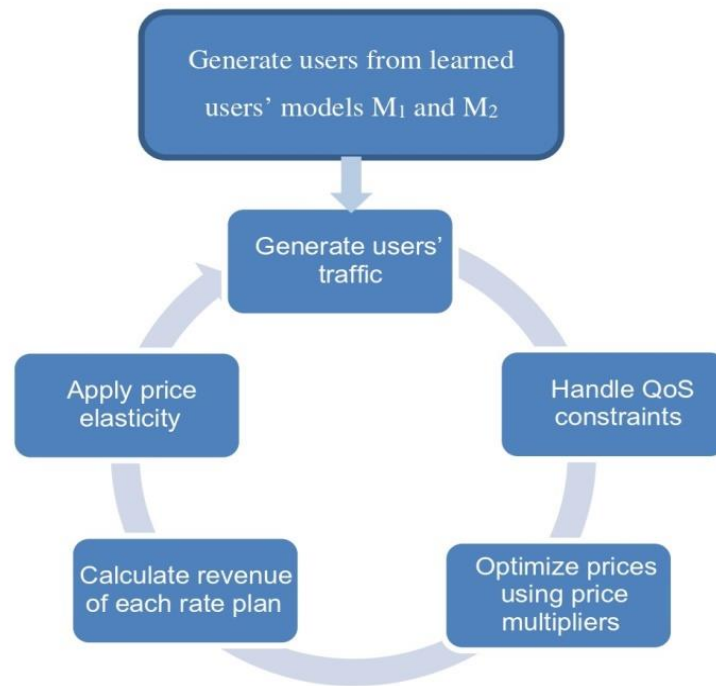 Generate users from learned
users’ models M₁ and M₂
Generate users’
traffic
Handle QoS
constraints
Optimize prices
using price
multipliers
Calculate revenue
of each rate plan
Apply price
elasticity